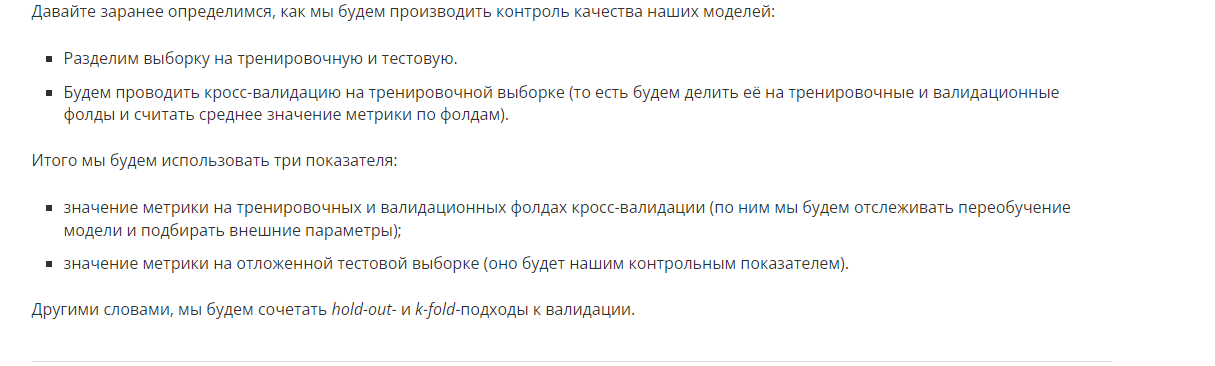 Давайте заранее определимся, как мы будем производить контроль качества наших моделей:
▪ Разделим выборку на тренировочную и тестовую.
▪ Будем проводить кросс-валидацию на тренировочной выборке (то есть будем делить её на тренировочные и валидационные
фолды и считать среднее значение метрики по фолдам).
Итого мы будем использовать три показателя:
▪ значение метрики на тренировочных и валидационных фолдах кросс-валидации (по ним мы будем отслеживать переобучение
модели и подбирать внешние параметры);
▪ значение метрики на отложенной тестовой выборке (оно будет нашим контрольным показателем).
Другими словами, мы будем сочетать hold-out- и k-fold-подходы к валидации.